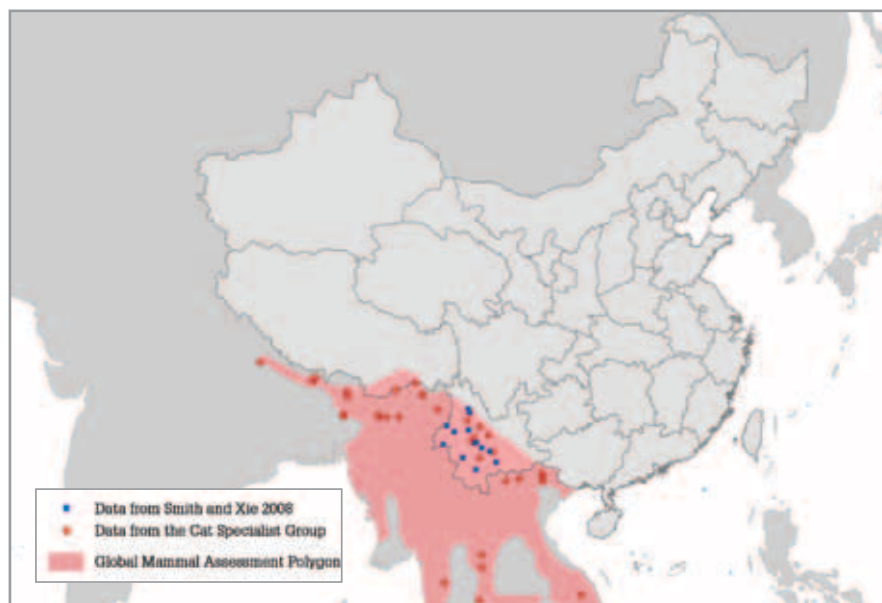 Data from Smith and Xie 2008
Data from the Cat Specialist Group
Global Mammal Assessment Polygon